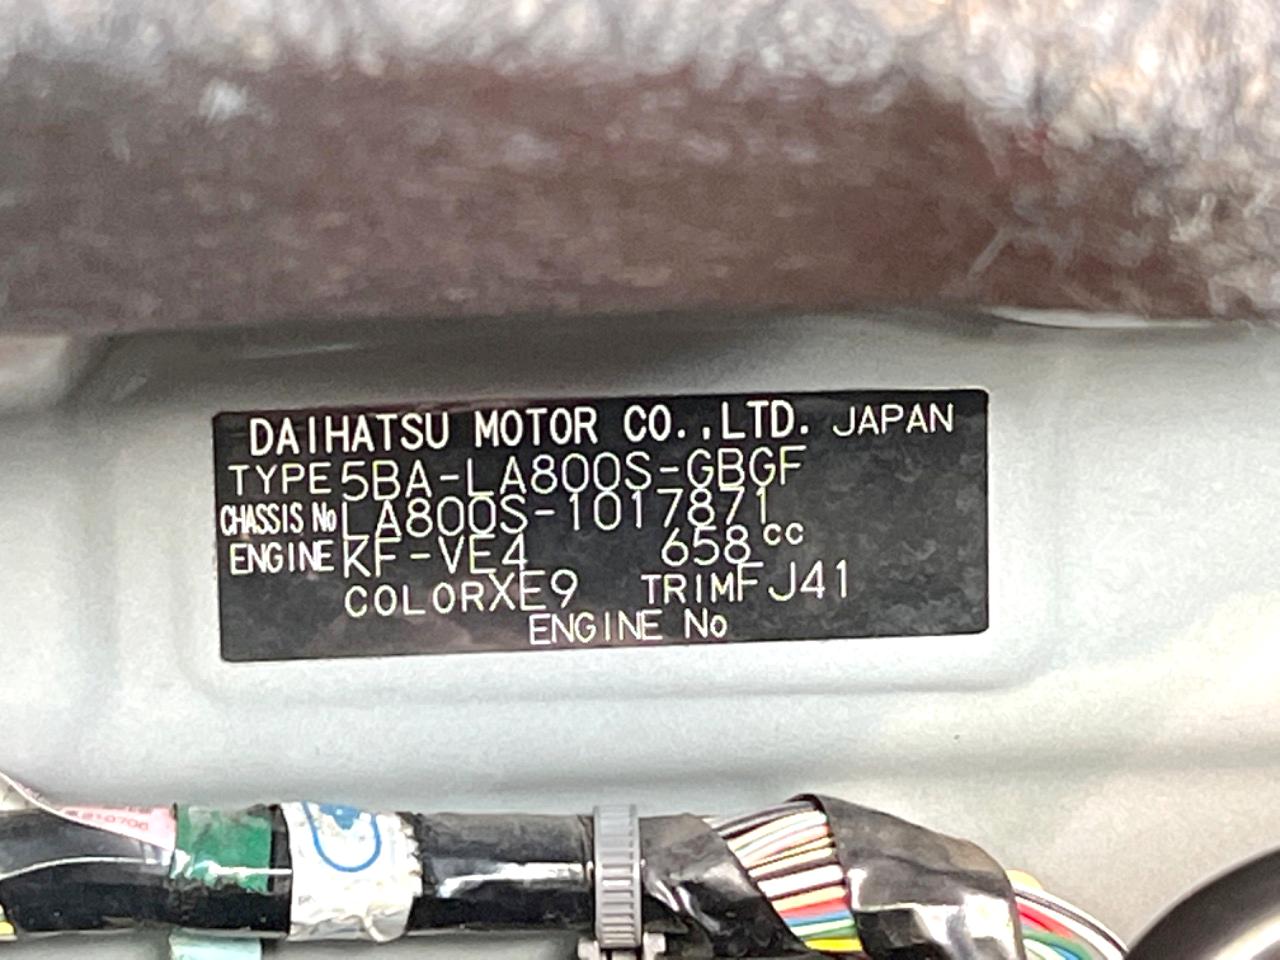 DAIHATSU MOTOR CO.,LTD. JAPAN
TYPE 5BA-LA800S-GBGF
CHASSIS No LA800S-1017871
ENGINE KF-VE4 658cc
COLOR XE9 TRIM FJ41
ENGINE No